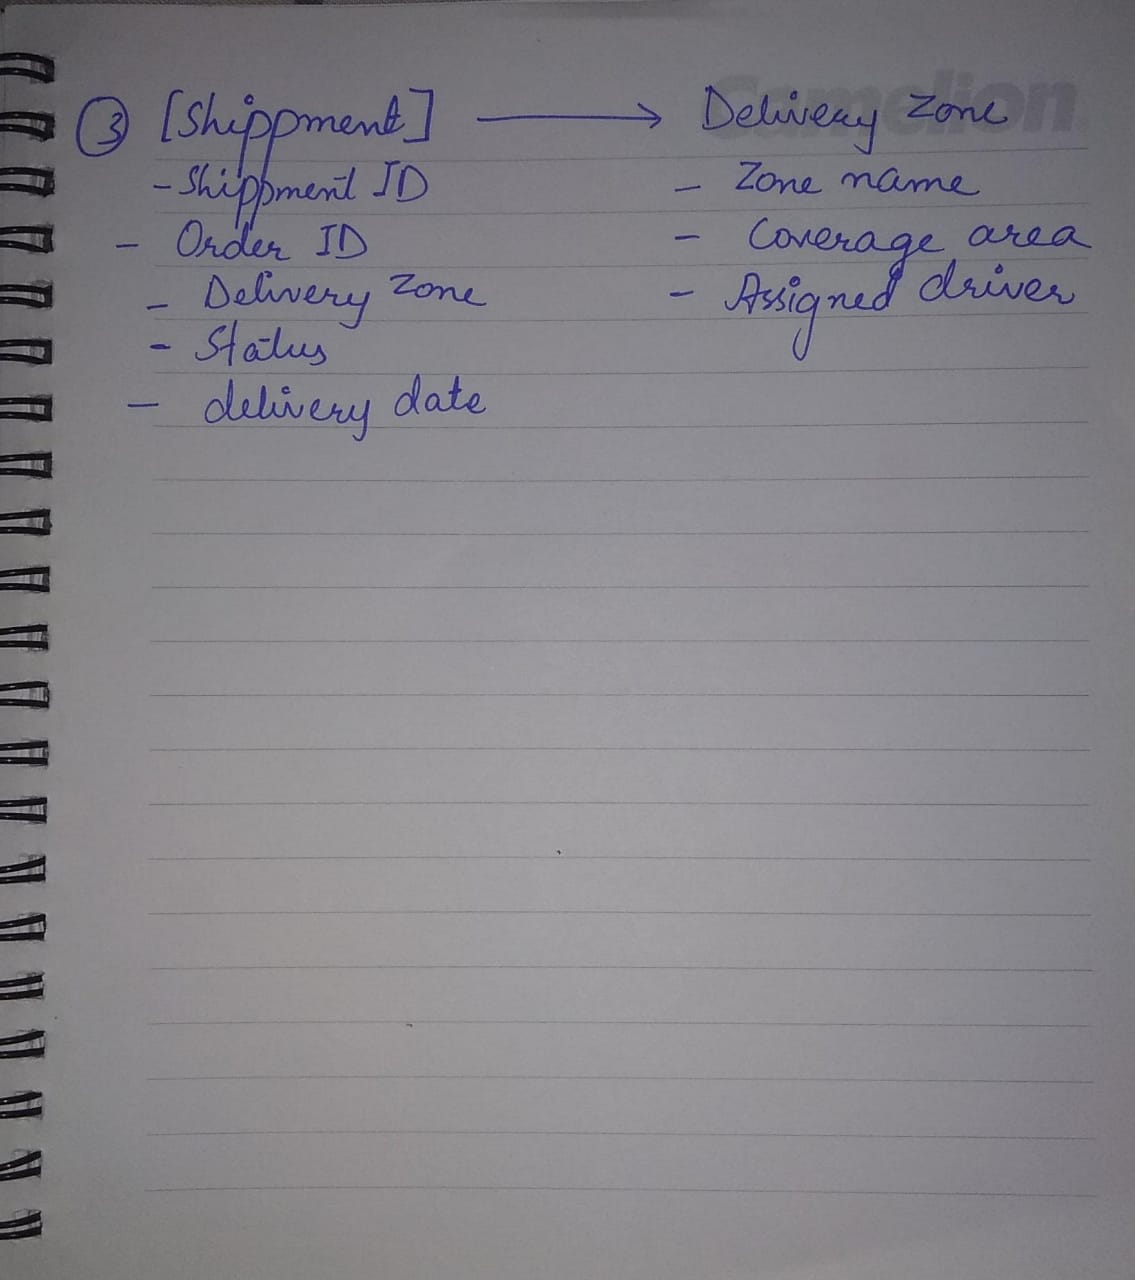 ③ [Shippment] ⟶ Delivery zone
- Shippment ID
- Order ID
- Delivery zone
- Status
- delivery date
- Zone name
- Coverage area
- Assigned driver
Camelion